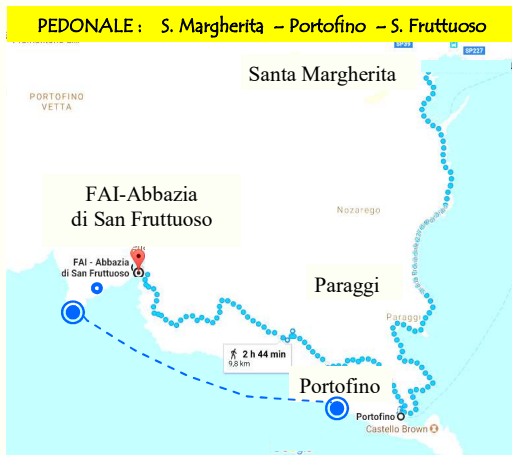 PEDONALE : S. Margherita – Portofino – S. Fruttuoso
SP227
Santa Margherita
PORTOFINO
VETTA
FAI-Abbazia
di San Fruttuoso
Nozarego
FAI - Abbazia
di San Fruttuoso
Paraggi
Paraggi
2 h 44 min
9,8 km
Portofino
Portofino
Castello Brown